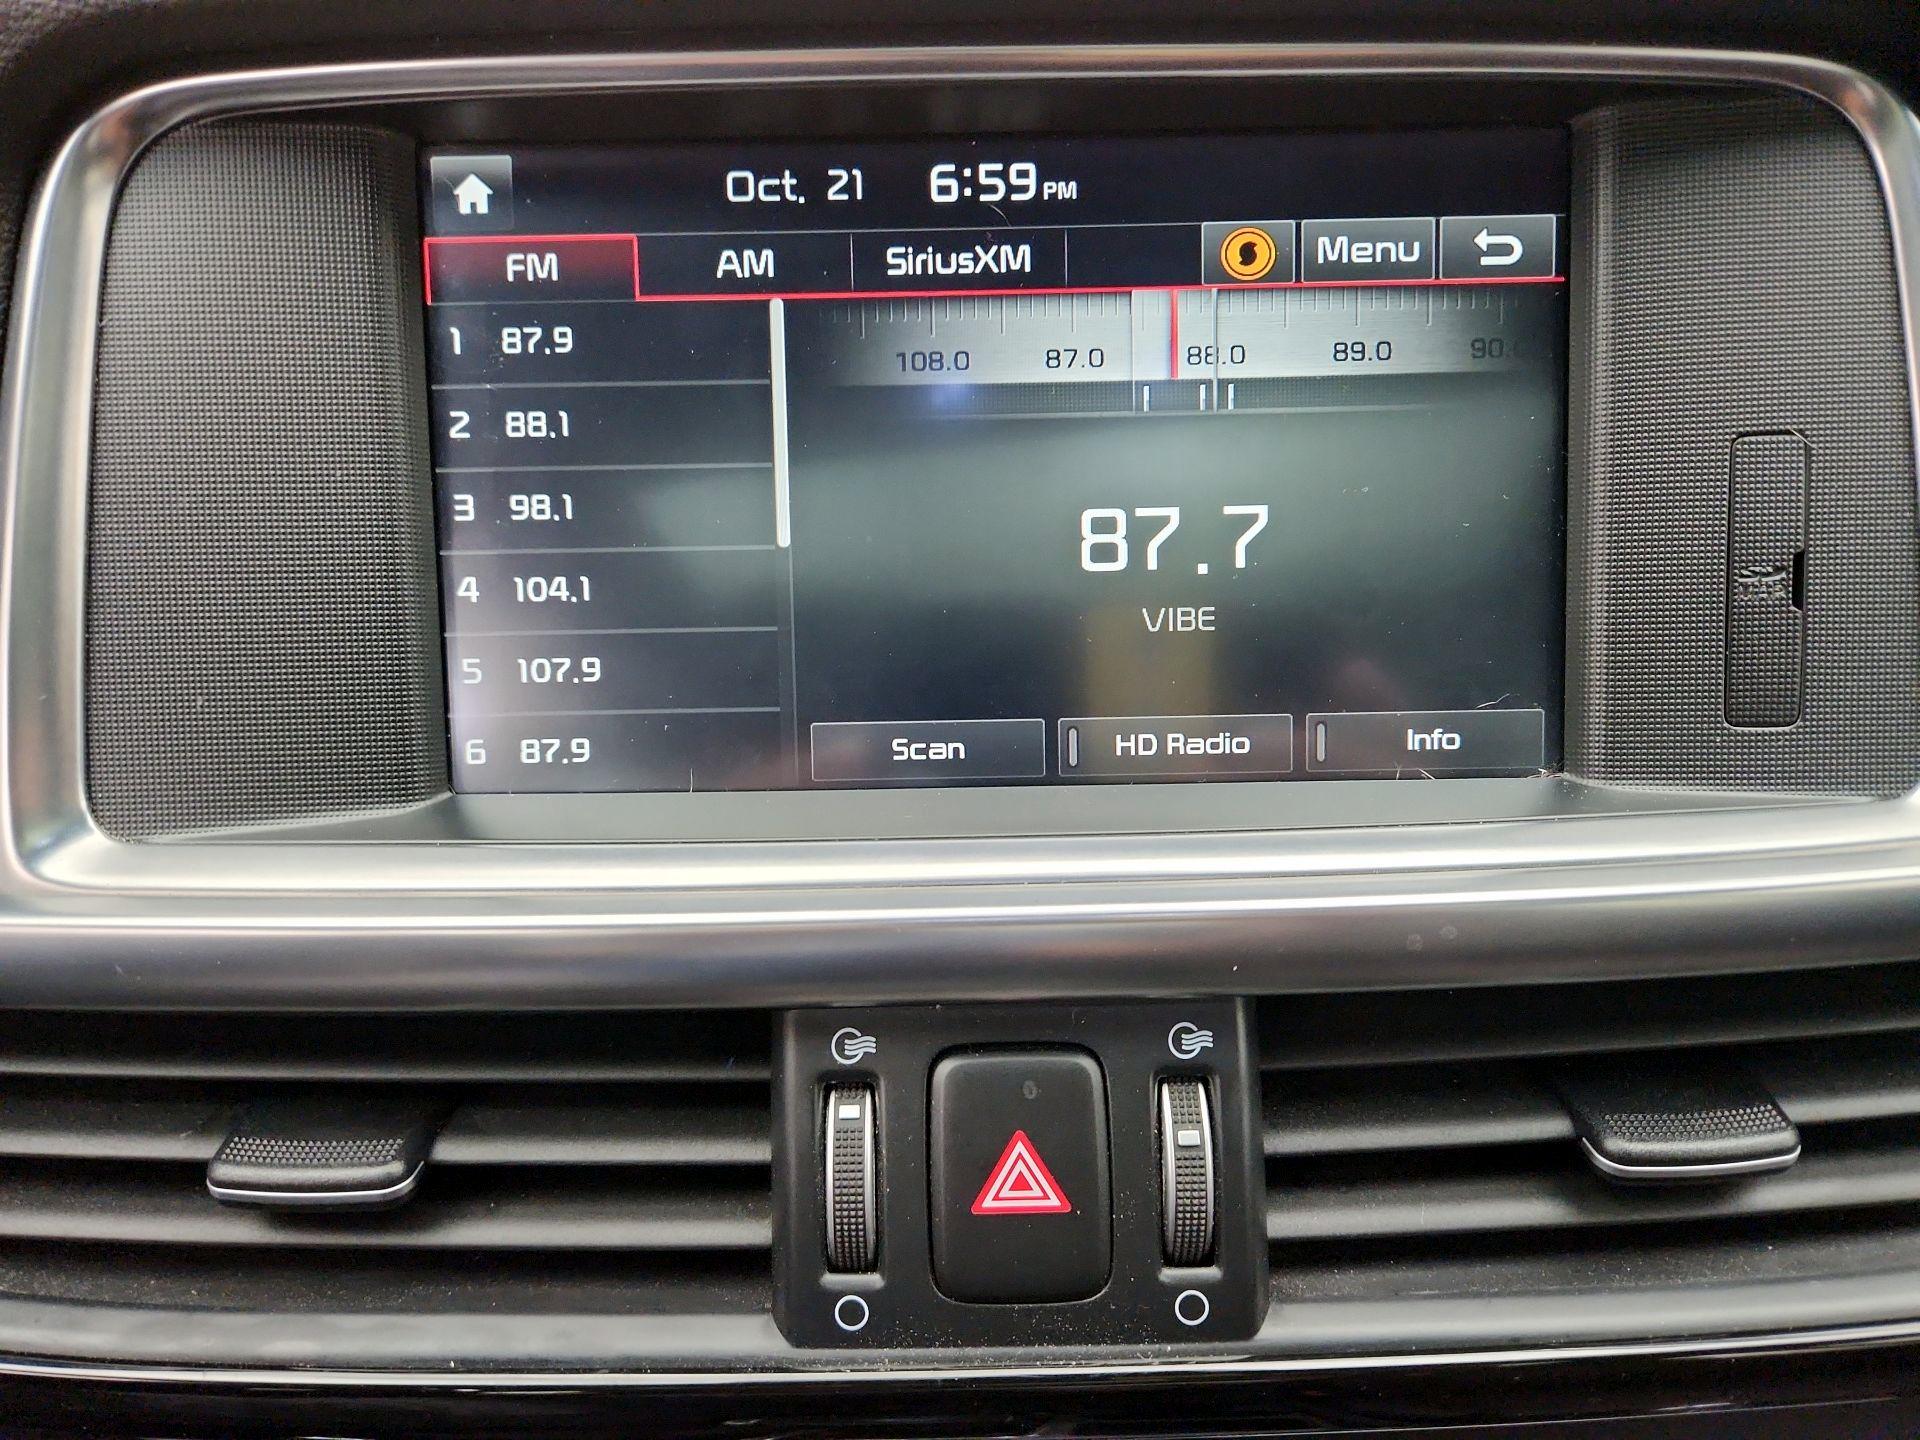 Oct. 21 6:59 PM
FM AM SiriusXM Menu
108.0 87.0 88.0 89.0 90.
1 87.9
2 88.1
3 98.1
4 104.1
5 107.9
6 87.9
87.7
VIBE
Scan HD Radio Info